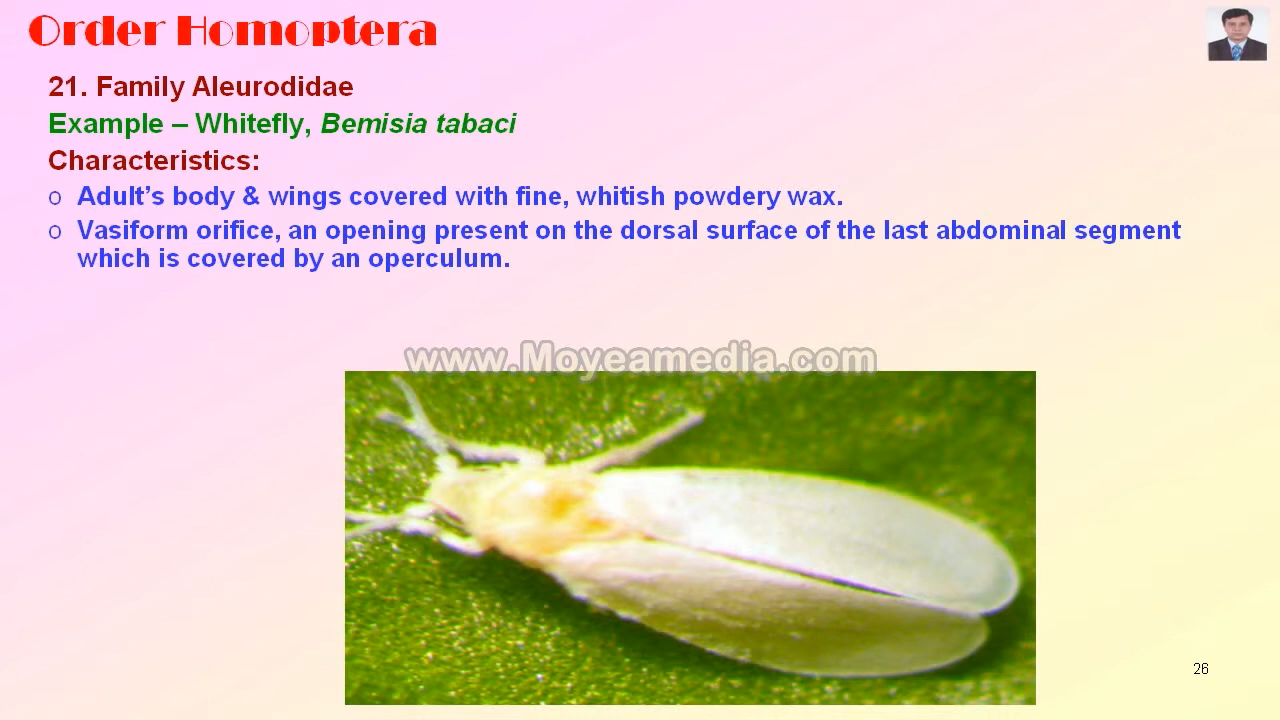 Order Homoptera
21. Family Aleurodidae
Example – Whitefly, Bemisia tabaci
Characteristics:
o Adult’s body & wings covered with fine, whitish powdery wax.
o Vasiform orifice, an opening present on the dorsal surface of the last abdominal segment
which is covered by an operculum.
www.Moyeamedia.com
26